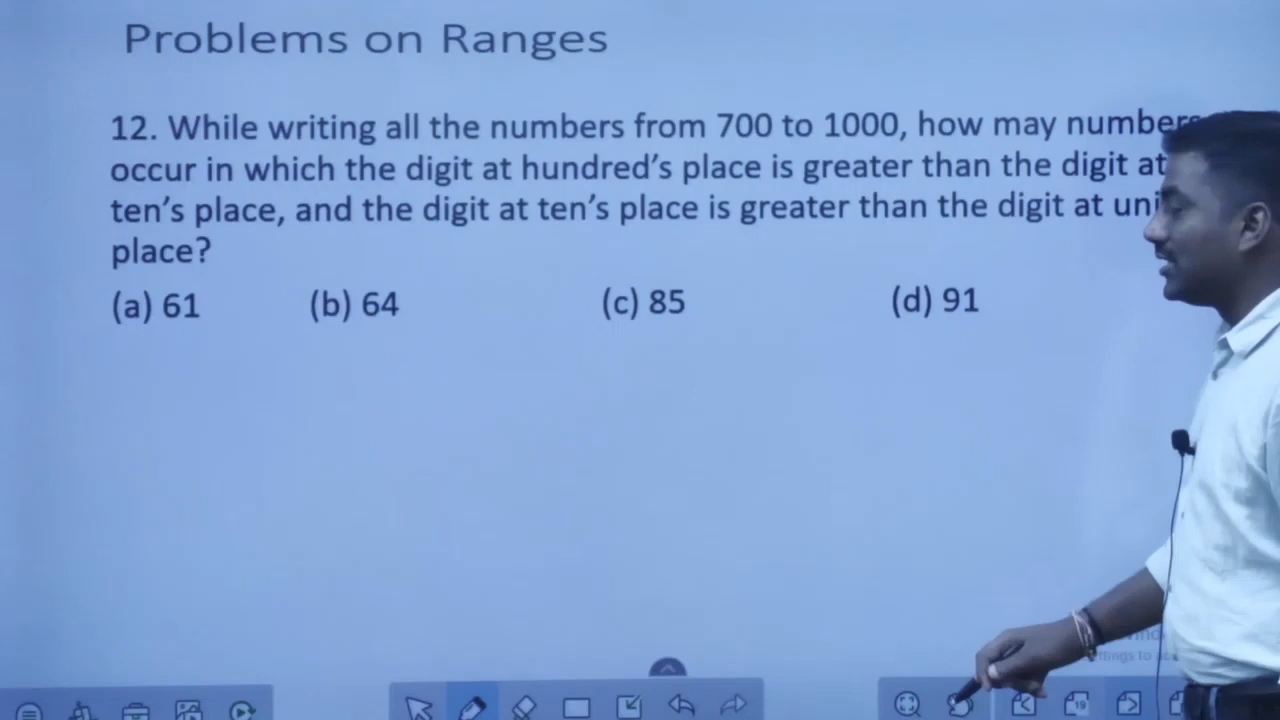 Problems on Ranges
12. While writing all the numbers from 700 to 1000, how may numbers
occur in which the digit at hundred's place is greater than the digit at
ten's place, and the digit at ten's place is greater than the digit at
place?
(a) 61 (b) 64 (c) 85 (d) 91
19